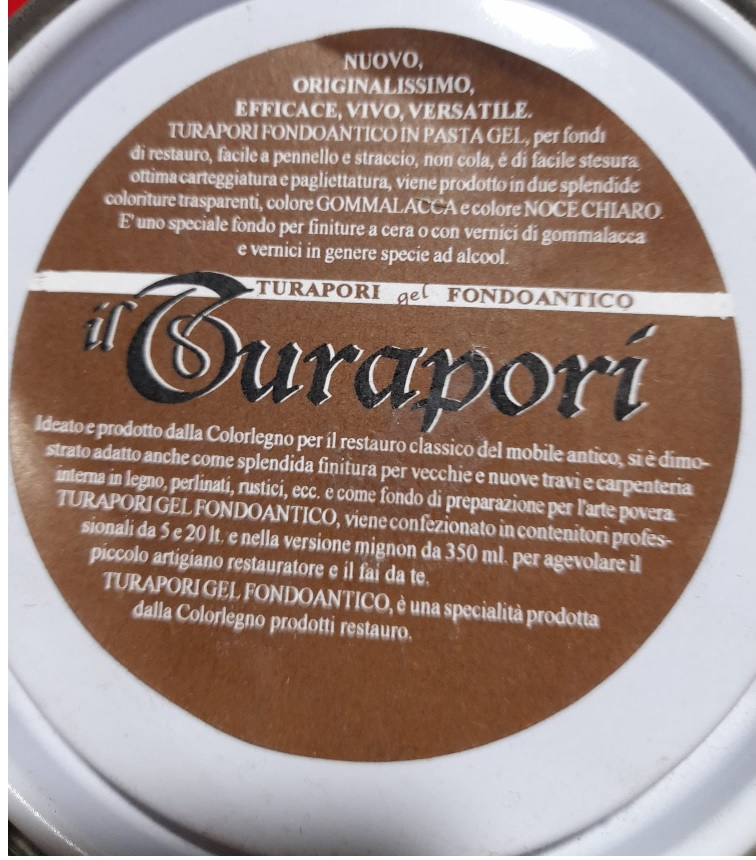 NUOVO,
ORIGINALISSIMO,
EFFICACE, VIVO, VERSATILE.
TURAPORI FONDOANTICO IN PASTA GEL, per fondi
di restauro, facile a pennello e straccio, non cola, è di facile stesura,
ottima carteggiatura e pagliettatura, viene prodotto in due splendide
coloriture trasparenti, colore GOMMALACCA e colore NOCE CHIARO.
E' uno speciale fondo per finiture a cera o con vernici di gommalacca
e vernici in genere specie ad alcool.
TURAPORI gel FONDOANTICO
il Turapori
Ideato e prodotto dalla Colorlegno per il restauro classico del mobile antico, si è dimo-
strato adatto anche come splendida finitura per vecchie e nuove travi e carpenteria
interna in legno, perlinati, rustici, ecc. e come fondo di preparazione per l'arte povera.
TURAPORI GEL FONDOANTICO, viene confezionato in contenitori profes-
sionali da 5 e 20 lt. e nella versione mignon da 350 ml. per agevolare il
piccolo artigiano restauratore e il fai da te.
TURAPORI GEL FONDOANTICO, è una specialità prodotta
dalla Colorlegno prodotti restauro.